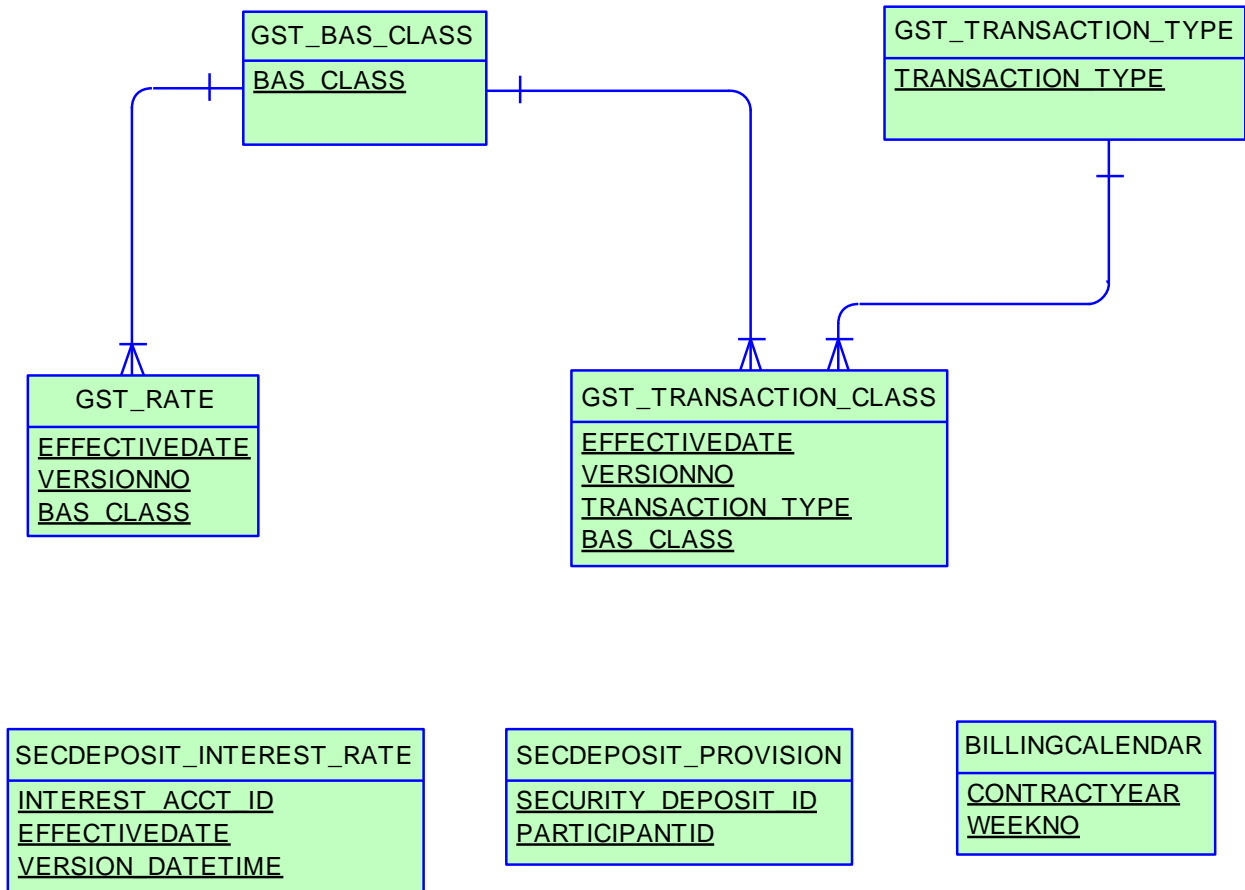 GST_BAS_CLASS
BAS_CLASS
GST_TRANSACTION_TYPE
TRANSACTION_TYPE
GST_RATE
EFFECTIVEDATE
VERSIONNO
BAS_CLASS
GST_TRANSACTION_CLASS
EFFECTIVEDATE
VERSIONNO
TRANSACTION_TYPE
BAS_CLASS
SECDEPOSIT_INTEREST_RATE
INTEREST_ACCT_ID
EFFECTIVEDATE
VERSION_DATETIME
SECDEPOSIT_PROVISION
SECURITY_DEPOSIT_ID
PARTICIPANTID
BILLINGCALENDAR
CONTRACTYEAR
WEEKNO